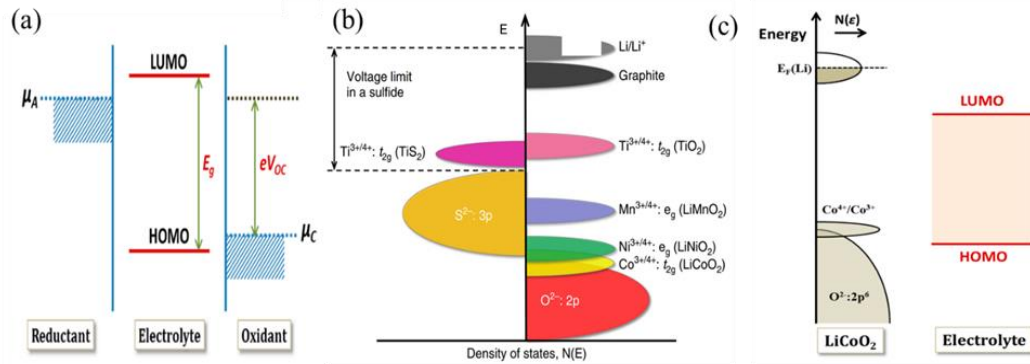 (a)
LUMO
μA
Eg
eVOC
HOMO
μC
Reductant
Electrolyte
Oxidant
(b)
E
Li/Li⁺
Voltage limit
in a sulfide
Graphite
Ti³⁺/⁴⁺: t₂g (TiS₂)
Ti³⁺/⁴⁺: t₂g (TiO₂)
S²⁻: 3p
Mn³⁺/⁴⁺: eg (LiMnO₂)
Ni³⁺/⁴⁺: eg (LiNiO₂)
Co³⁺/⁴⁺: t₂g (LiCoO₂)
O²⁻: 2p
Density of states, N(E)
(c)
N(ε)
Energy
EF(Li)
LUMO
Co⁴⁺/Co³⁺
HOMO
O²⁻:2p⁶
LiCoO₂
Electrolyte